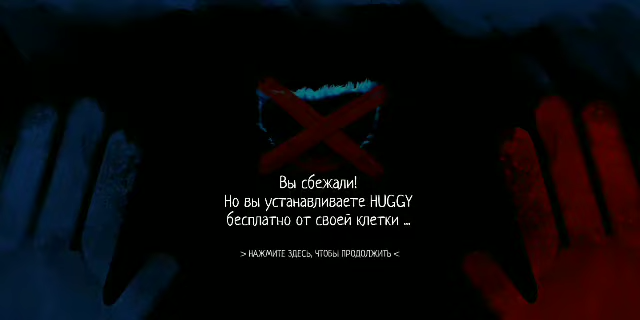 Вы сбежали!
Но вы устанавливаете HUGGY
бесплатно от своей клетки ...
> НАЖМИТЕ ЗДЕСЬ, ЧТОБЫ ПРОДОЛЖИТЬ <